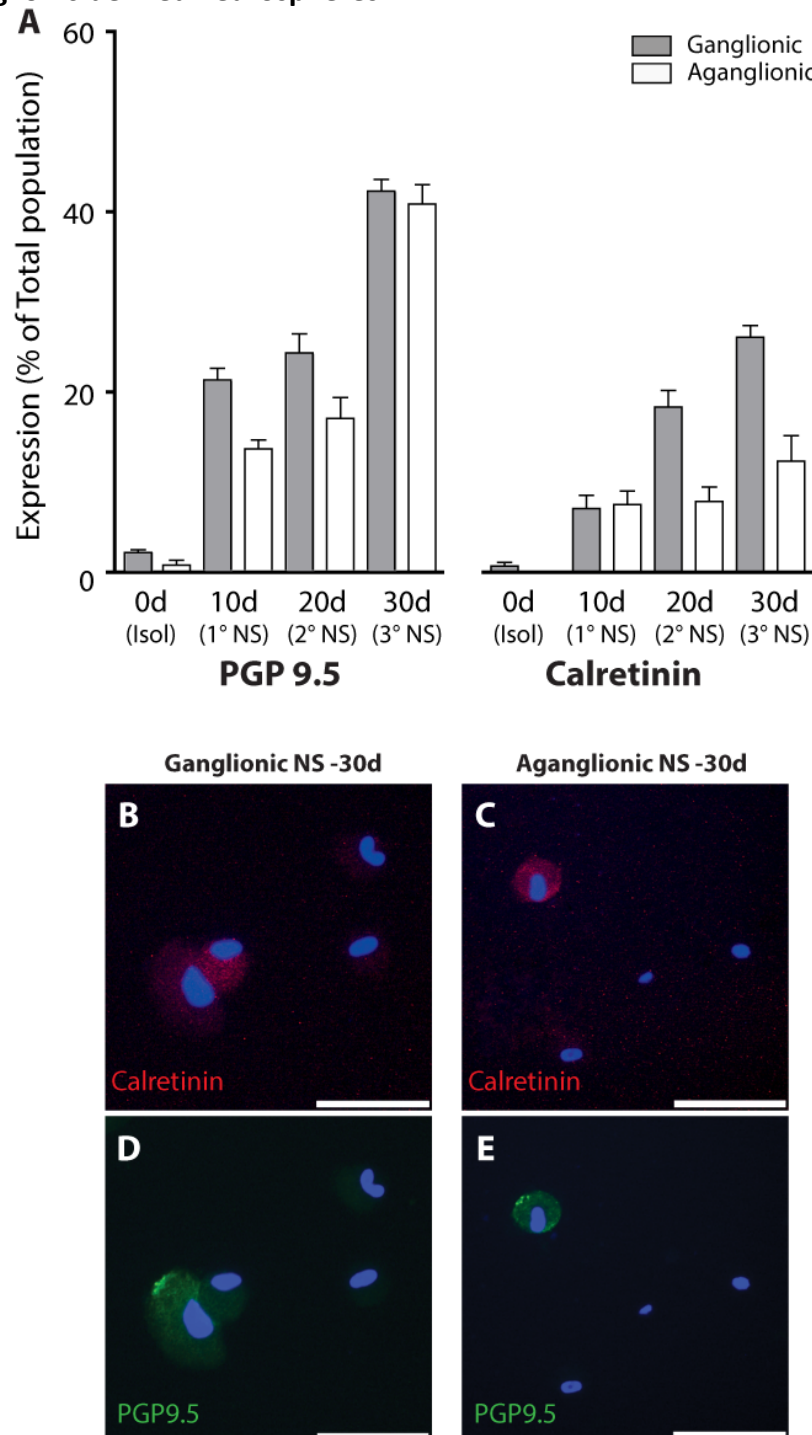 A
60
Ganglionic
Aganglionic
Expression (% of Total population)
40
20
0
0d 10d 20d 30d 0d 10d 20d 30d
(Isol) (1° NS) (2° NS) (3° NS) (Isol) (1° NS) (2° NS) (3° NS)
PGP 9.5 Calretinin
Ganglionic NS -30d Aganglionic NS -30d
B C
Calretinin Calretinin
D E
PGP9.5 PGP9.5